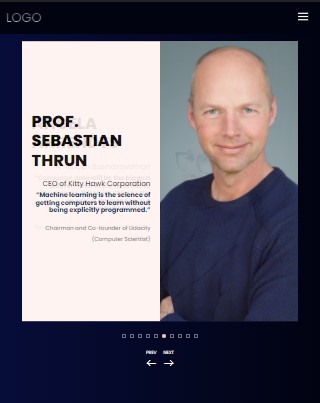 LOGO
PROF.
SEBASTIAN
THRUN
CEO of Kitty Hawk Corporation
"Machine learning is the science of
getting computers to learn without
being explicitly programmed."
Chairman and Co-founder of Udacity
(Computer Scientist)
PREV NEXT